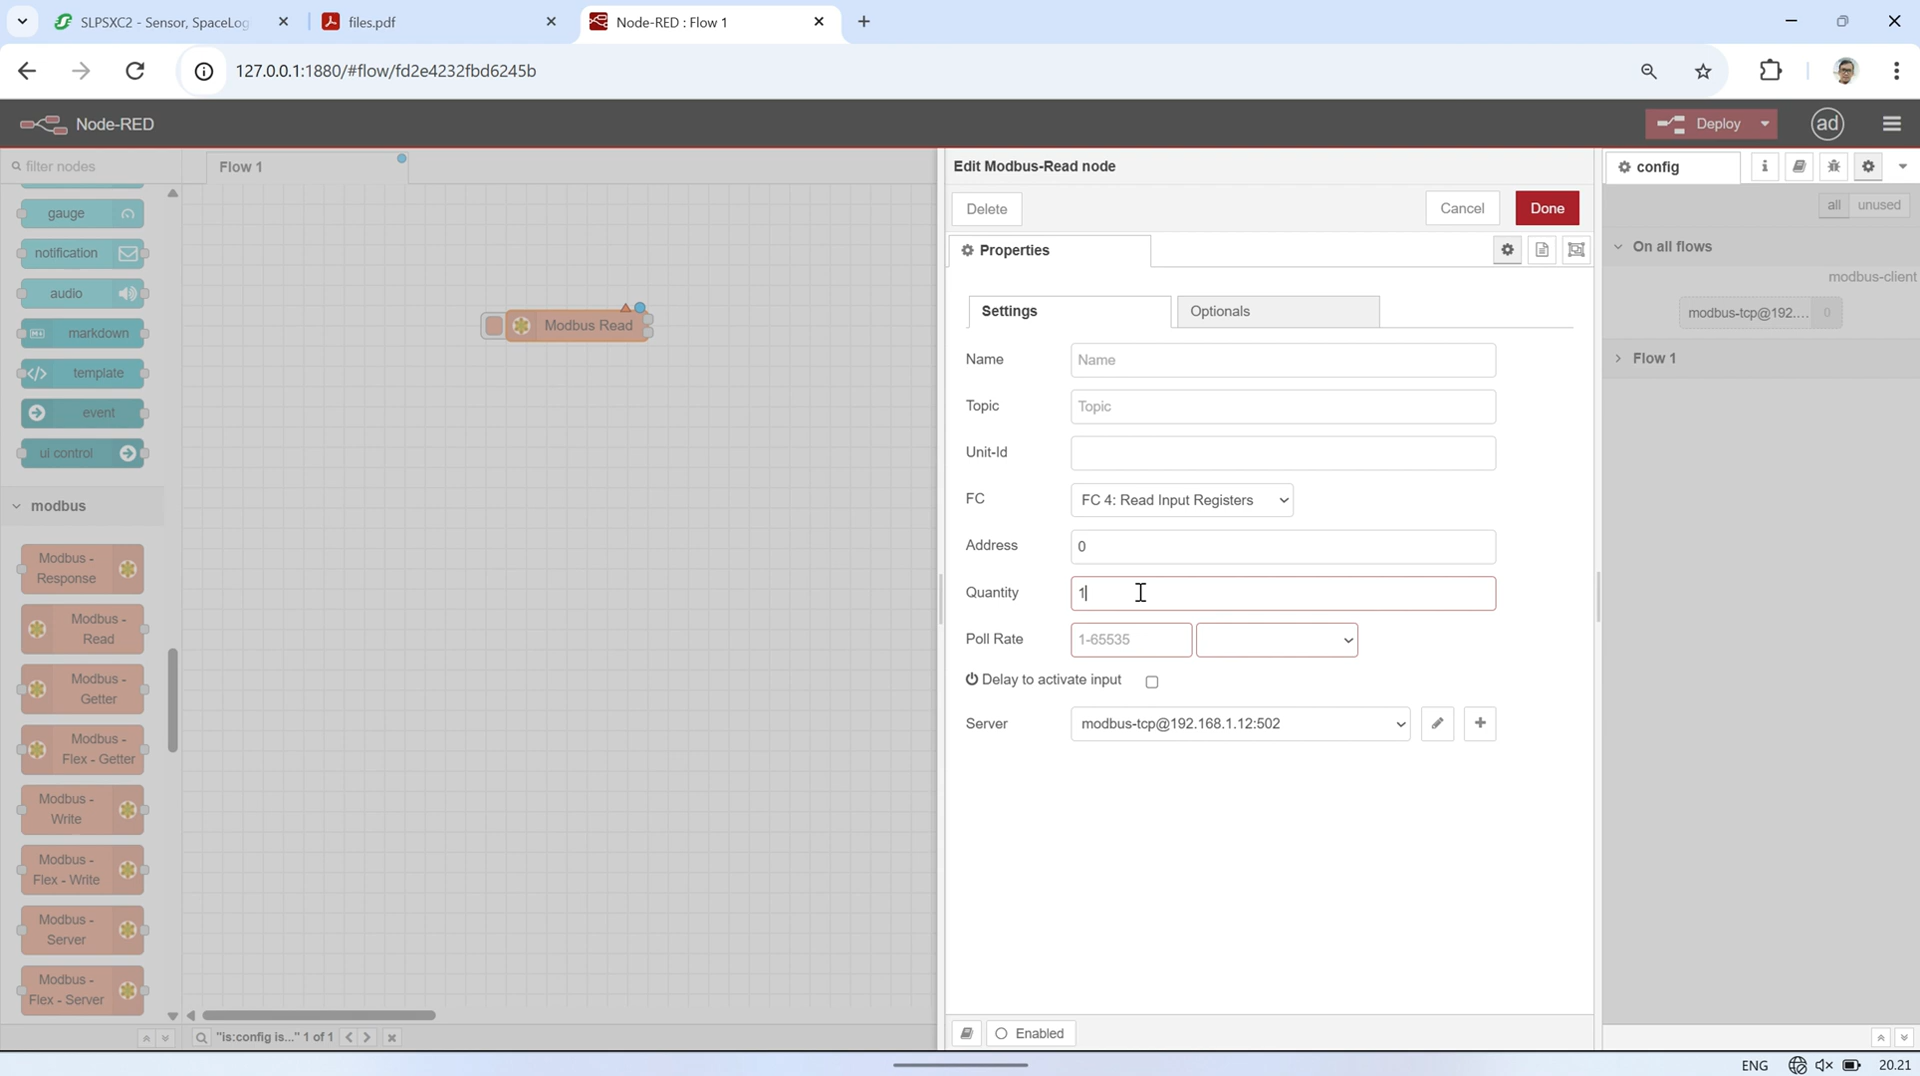 SLPSXC2 - Sensor, SpaceLog
files.pdf
Node-RED : Flow 1
127.0.0.1:1880/#flow/fd2e4232fbd6245b
Node-RED
Deploy
ad
filter nodes
Flow 1
gauge
notification
audio
markdown
template
event
ui control
modbus
Modbus -
Response
Modbus -
Read
Modbus -
Getter
Modbus -
Flex - Getter
Modbus -
Write
Modbus -
Flex - Write
Modbus -
Server
Modbus -
Flex - Server
Modbus Read
"is:config is..." 1 of 1
Edit Modbus-Read node
Delete
Cancel
Done
Properties
Settings
Optionals
Name
Name
Topic
Topic
Unit-Id
FC
FC 4: Read Input Registers
Address
0
Quantity
1
Poll Rate
1-65535
Delay to activate input
Server
modbus-tcp@192.168.1.12:502
Enabled
config
i
all
unused
On all flows
modbus-client
modbus-tcp@192....
0
Flow 1
ENG
20.21